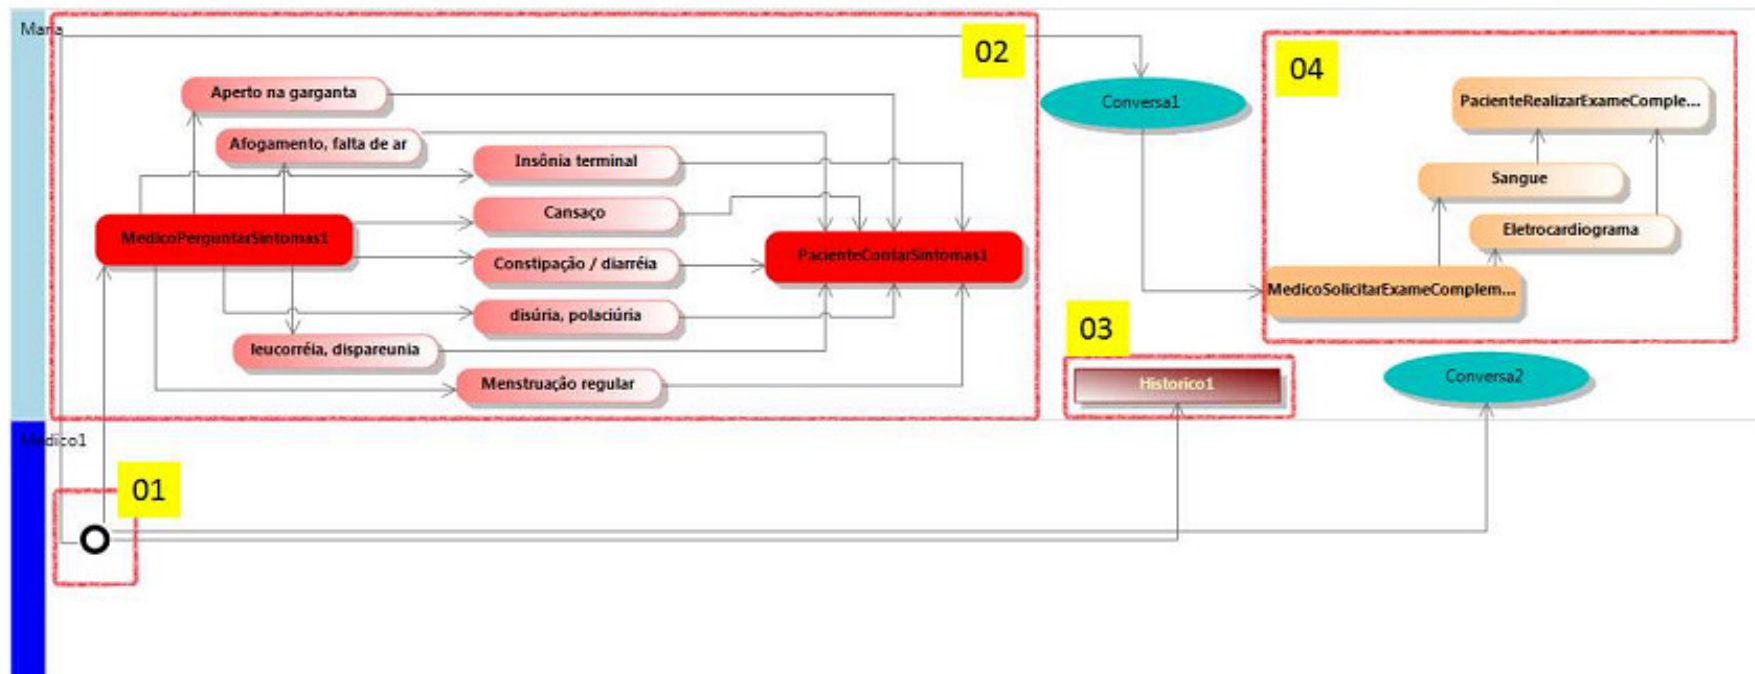 Maria
02
04
Aperto na garganta
Conversa1
PacienteRealizarExameComple...
Afogamento, falta de ar
Insônia terminal
Sangue
Cansaço
Eletrocardiograma
MedicoPerguntarSintomas1
PacienteCorrlarSintomas1
Constipação / diarréia
MedicoSolicitarExameComplem...
disúria, polaciúria
03
leucorréia, dispareunia
Menstruação regular
Historico1
Conversa2
Medico1
01